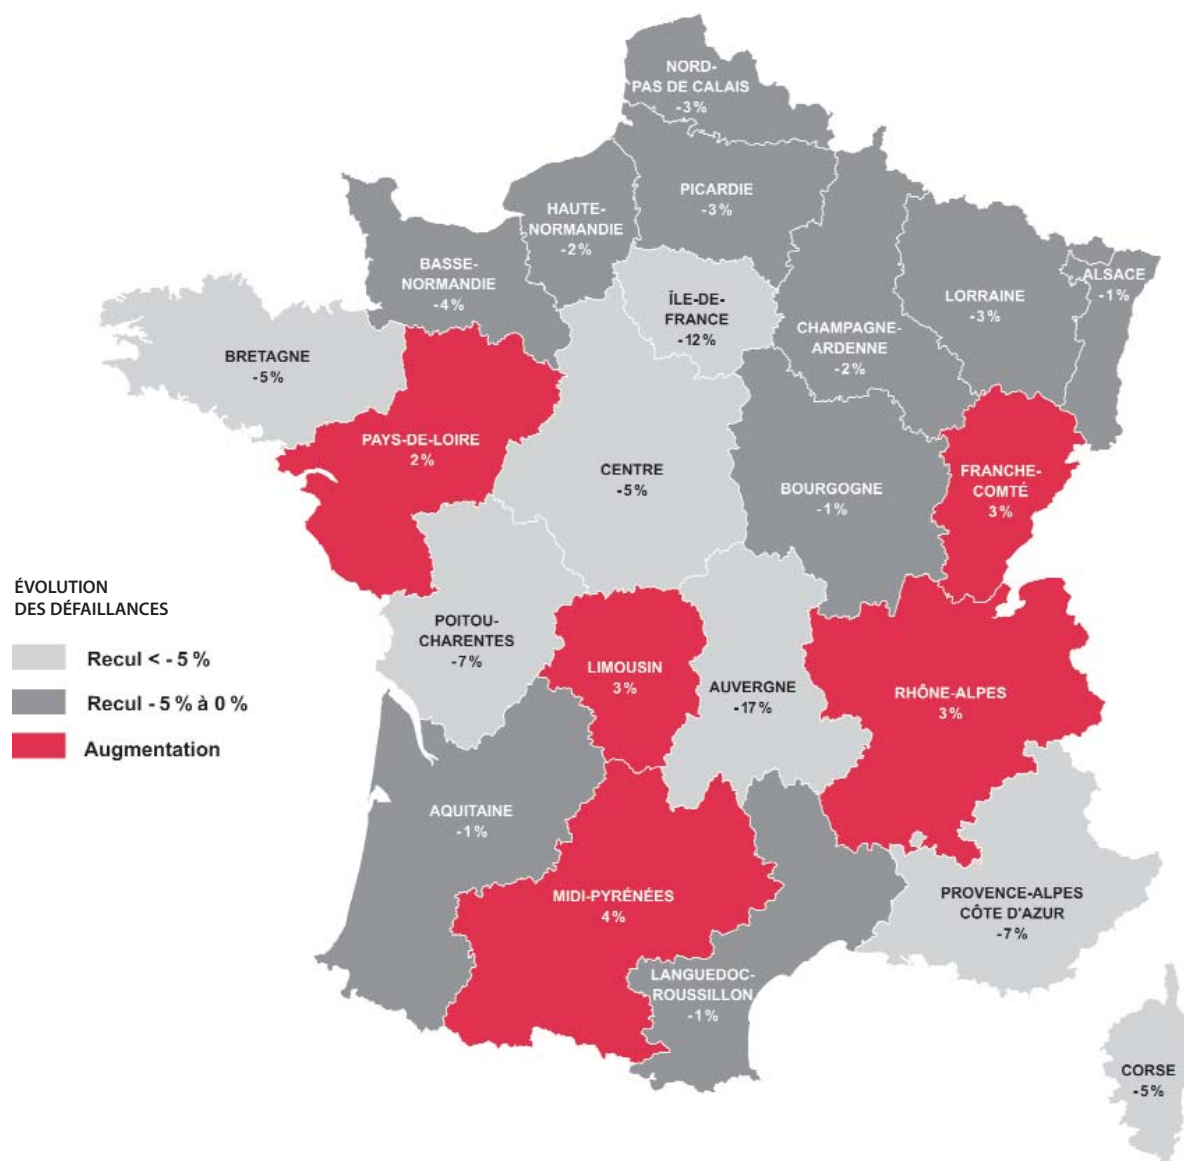 NORD-
PAS DE CALAIS
-3%
PICARDIE
-3%
HAUTE-
NORMANDIE
-2%
BASSE-
NORMANDIE
-4%
ÎLE-DE-
FRANCE
-12%
CHAMPAGNE-
ARDENNE
-2%
LORRAINE
-3%
ALSACE
-1%
BRETAGNE
-5%
PAYS-DE-LOIRE
2%
CENTRE
-5%
BOURGOGNE
-1%
FRANCHE-
COMTÉ
3%
POITOU-
CHARENTES
-7%
LIMOUSIN
3%
AUVERGNE
-17%
RHÔNE-ALPES
3%
AQUITAINE
-1%
MIDI-PYRÉNÉES
4%
LANGUEDOC-
ROUSSILLON
-1%
PROVENCE-ALPES
CÔTE D'AZUR
-7%
CORSE
-5%
ÉVOLUTION
DES DÉFAILLANCES
Recul < - 5 %
Recul - 5 % à 0 %
Augmentation